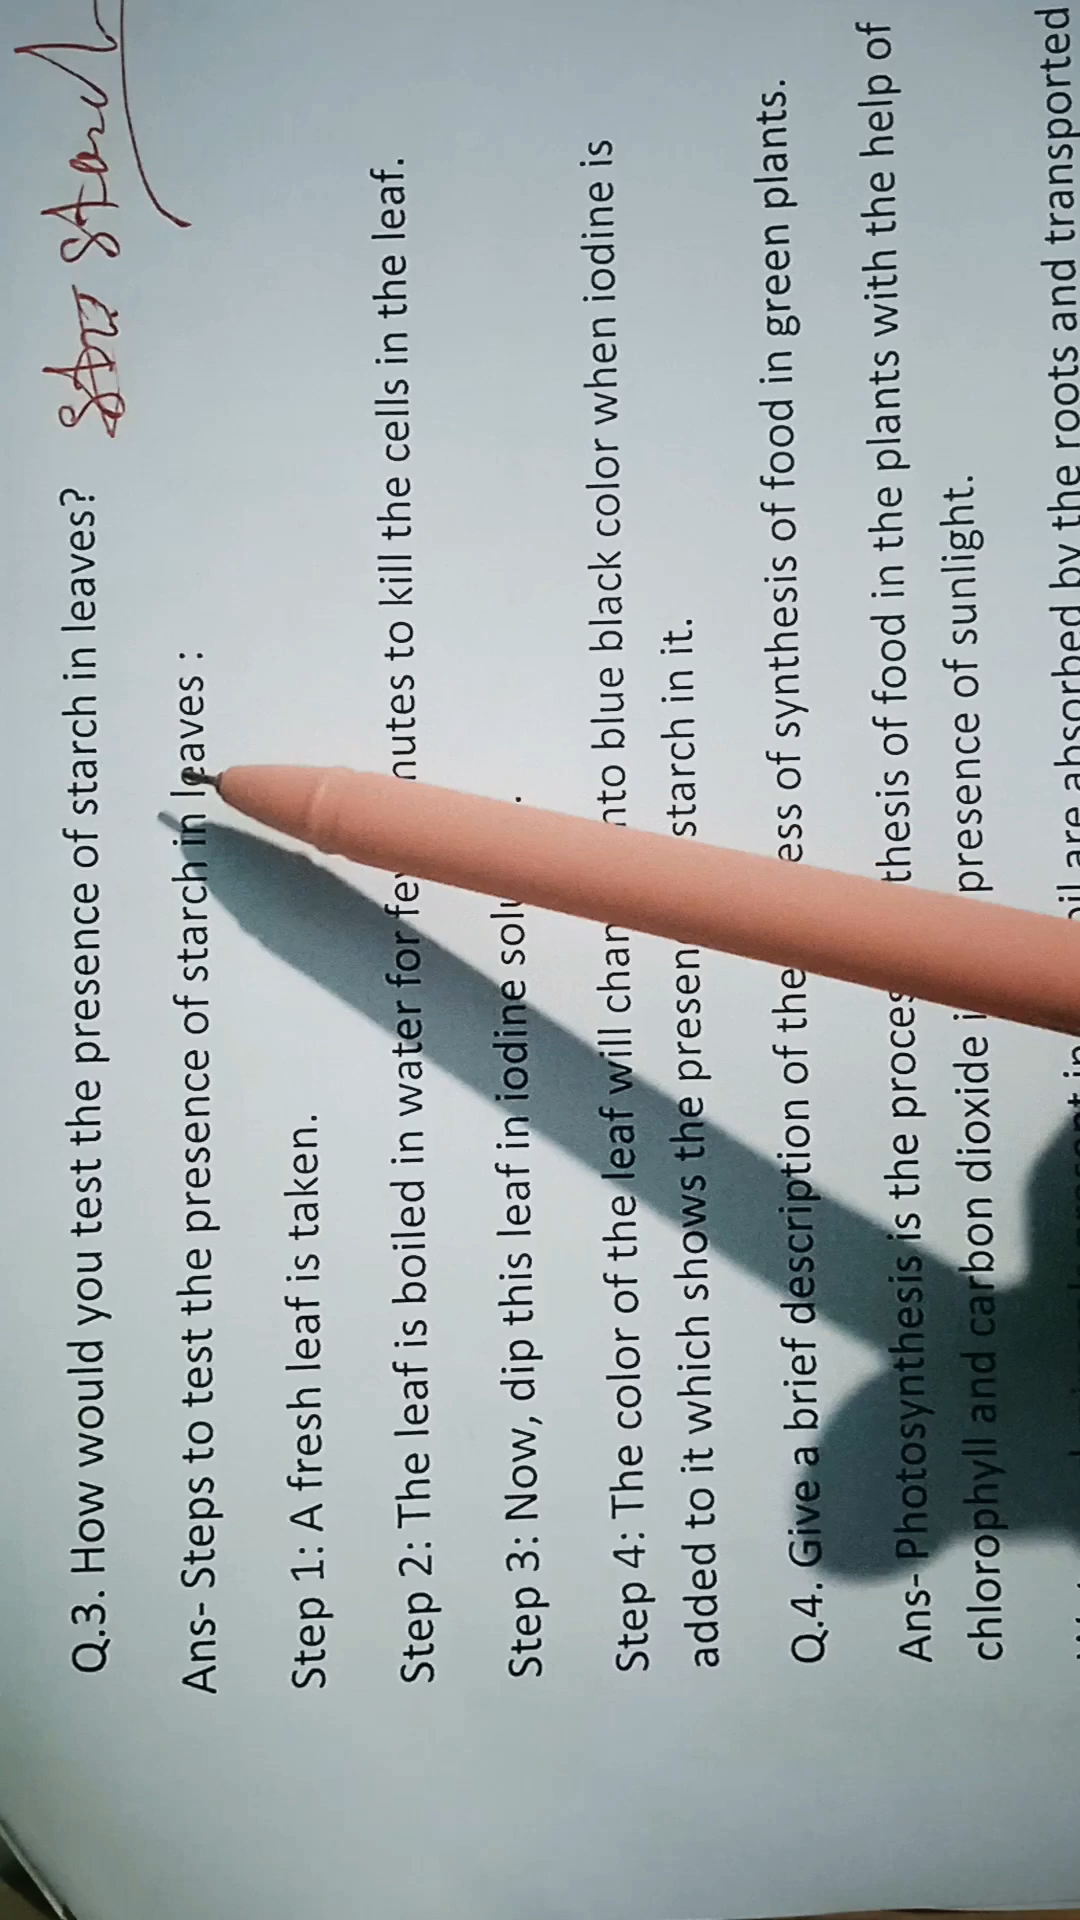 Q.3. How would you test the presence of starch in leaves? Starch
Ans- Steps to test the presence of starch in leaves :
Step 1: A fresh leaf is taken.
Step 2: The leaf is boiled in water for nutes to kill the cells in the leaf.
Step 3: Now, dip this leaf in iodine
Step 4: The color of the leaf will nto blue black color when iodine is
added to it which shows the presen starch in it.
Q.4. Give a brief description of the ess of synthesis of food in green plants.
Ans- Photosynthesis is the proces thesis of food in the plants with the help of
chlorophyll and carbon dioxide i presence of sunlight.
are absorbed by the roots and transported